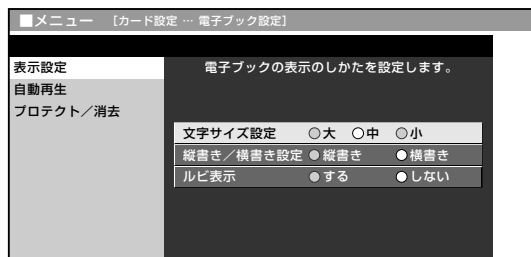 ■メニュー [カード設定 … 電子ブック設定]
表示設定
自動再生
プロテクト／消去
電子ブックの表示のしかたを設定します。
文字サイズ設定 ○大 ○中 ○小
縦書き／横書き設定 ●縦書き ●横書き
ルビ表示 ●する ●しない